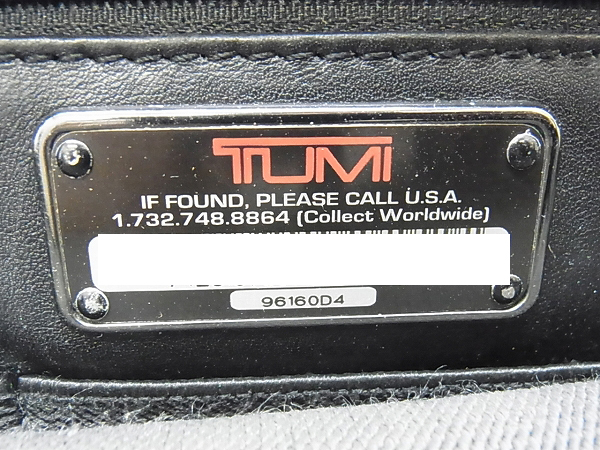 TUMI
IF FOUND, PLEASE CALL U.S.A.
1.732.748.8864 (Collect Worldwide)
96160D4